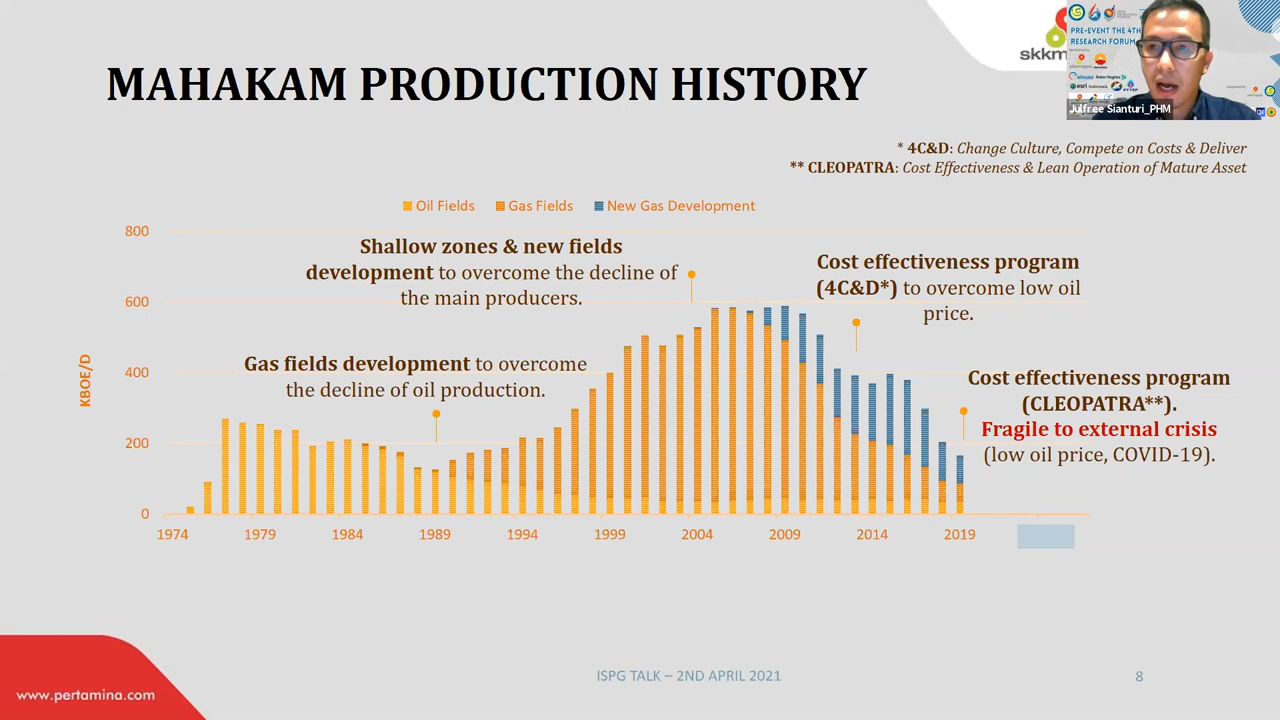 MAHAKAM PRODUCTION HISTORY
skkm
PRE-EVENT THE 4TH
RESEARCH FORUM
Julfree Sianturi_PHM
* 4C&D: Change Culture, Compete on Costs & Deliver
** CLEOPATRA: Cost Effectiveness & Lean Operation of Mature Asset
Oil Fields Gas Fields New Gas Development
800
600
400
200
0
KBOE/D
Shallow zones & new fields
development to overcome the decline of
the main producers.
Cost effectiveness program
(4C&D*) to overcome low oil
price.
Gas fields development to overcome
the decline of oil production.
Cost effectiveness program
(CLEOPATRA**).
Fragile to external crisis
(low oil price, COVID-19).
1974 1979 1984 1989 1994 1999 2004 2009 2014 2019
www.pertamina.com
ISPG TALK – 2ND APRIL 2021
8